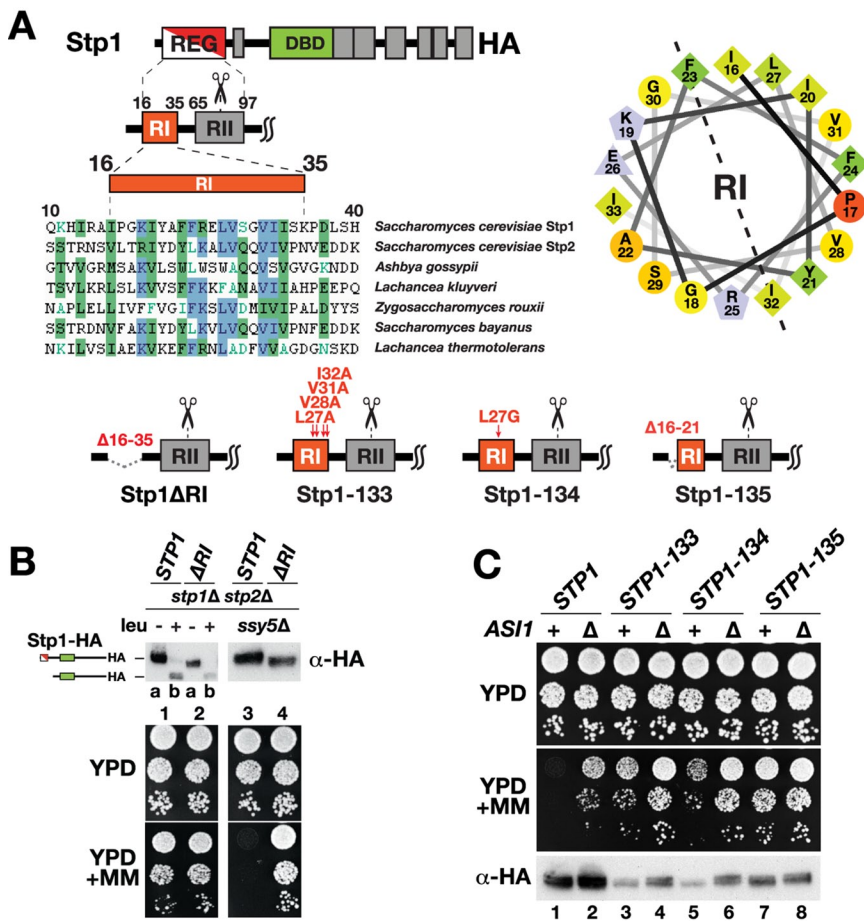 A
Stp1
REG
DBD
HA
16 35 65 97
RI
RII
16
35
RI
10
40
QKHIRAIPGKIYAFFRELVSGVIISKPDLSH Saccharomyces cerevisiae Stp1
SSTRNSVLTRIYDYLKALVQGVIIPNVEDDK Saccharomyces cerevisiae Stp2
GTVVGRMSAKVLSWLWSWAQQVSVGVGKNDD Ashbya gossypii
TSVLKRLSLFVYSFFKKFANAVIIAHPEEPQ Lachancea kluyveri
NAPLELLIVFFVGIFKSLVDMIVIPALDYYS Zygosaccharomyces rouxii
SSTRDNVFAKIYDYLKSLVQQVIVPNFEDDK Saccharomyces bayanus
NKILVSIAEKVKEFFRNLADFVVAGDGNSKD Lachancea thermotolerans
RI
I
16
L
27
I
20
V
31
F
24
P
17
V
28
Y
21
I
32
R
25
G
18
S
29
A
22
I
33
E
26
K
19
G
30
F
23
Δ16-35
RII
Stp1ΔRI
I32A
V31A
V28A
L27A
RI
RII
Stp1-133
L27G
RI
RII
Stp1-134
Δ16-21
RI
RII
Stp1-135
B
STP1
ΔRI
STP1
ΔRI
stp1Δ stp2Δ
leu - + - + ssy5Δ
Stp1-HA
HA
HA
α-HA
a b a b
1 2 3 4
YPD
YPD
+MM
C
STP1
STP1-133
STP1-134
STP1-135
ASI1 + Δ + Δ + Δ + Δ
YPD
YPD
+MM
α-HA
1 2 3 4 5 6 7 8